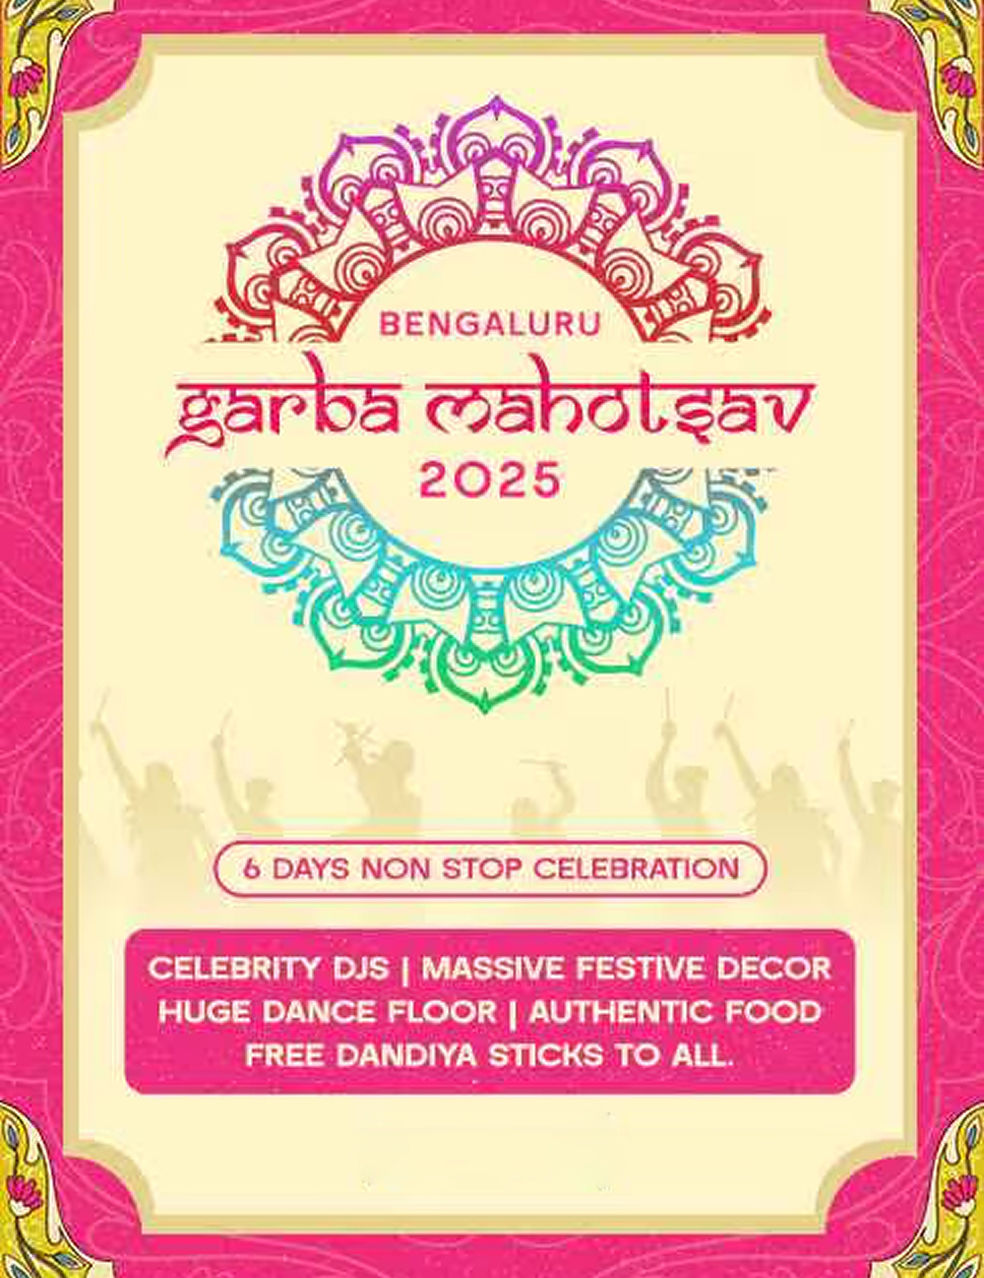 BENGALURU
garba mahotsav
2025
6 DAYS NON STOP CELEBRATION
CELEBRITY DJS | MASSIVE FESTIVE DECOR
HUGE DANCE FLOOR | AUTHENTIC FOOD
FREE DANDIYA STICKS TO ALL.